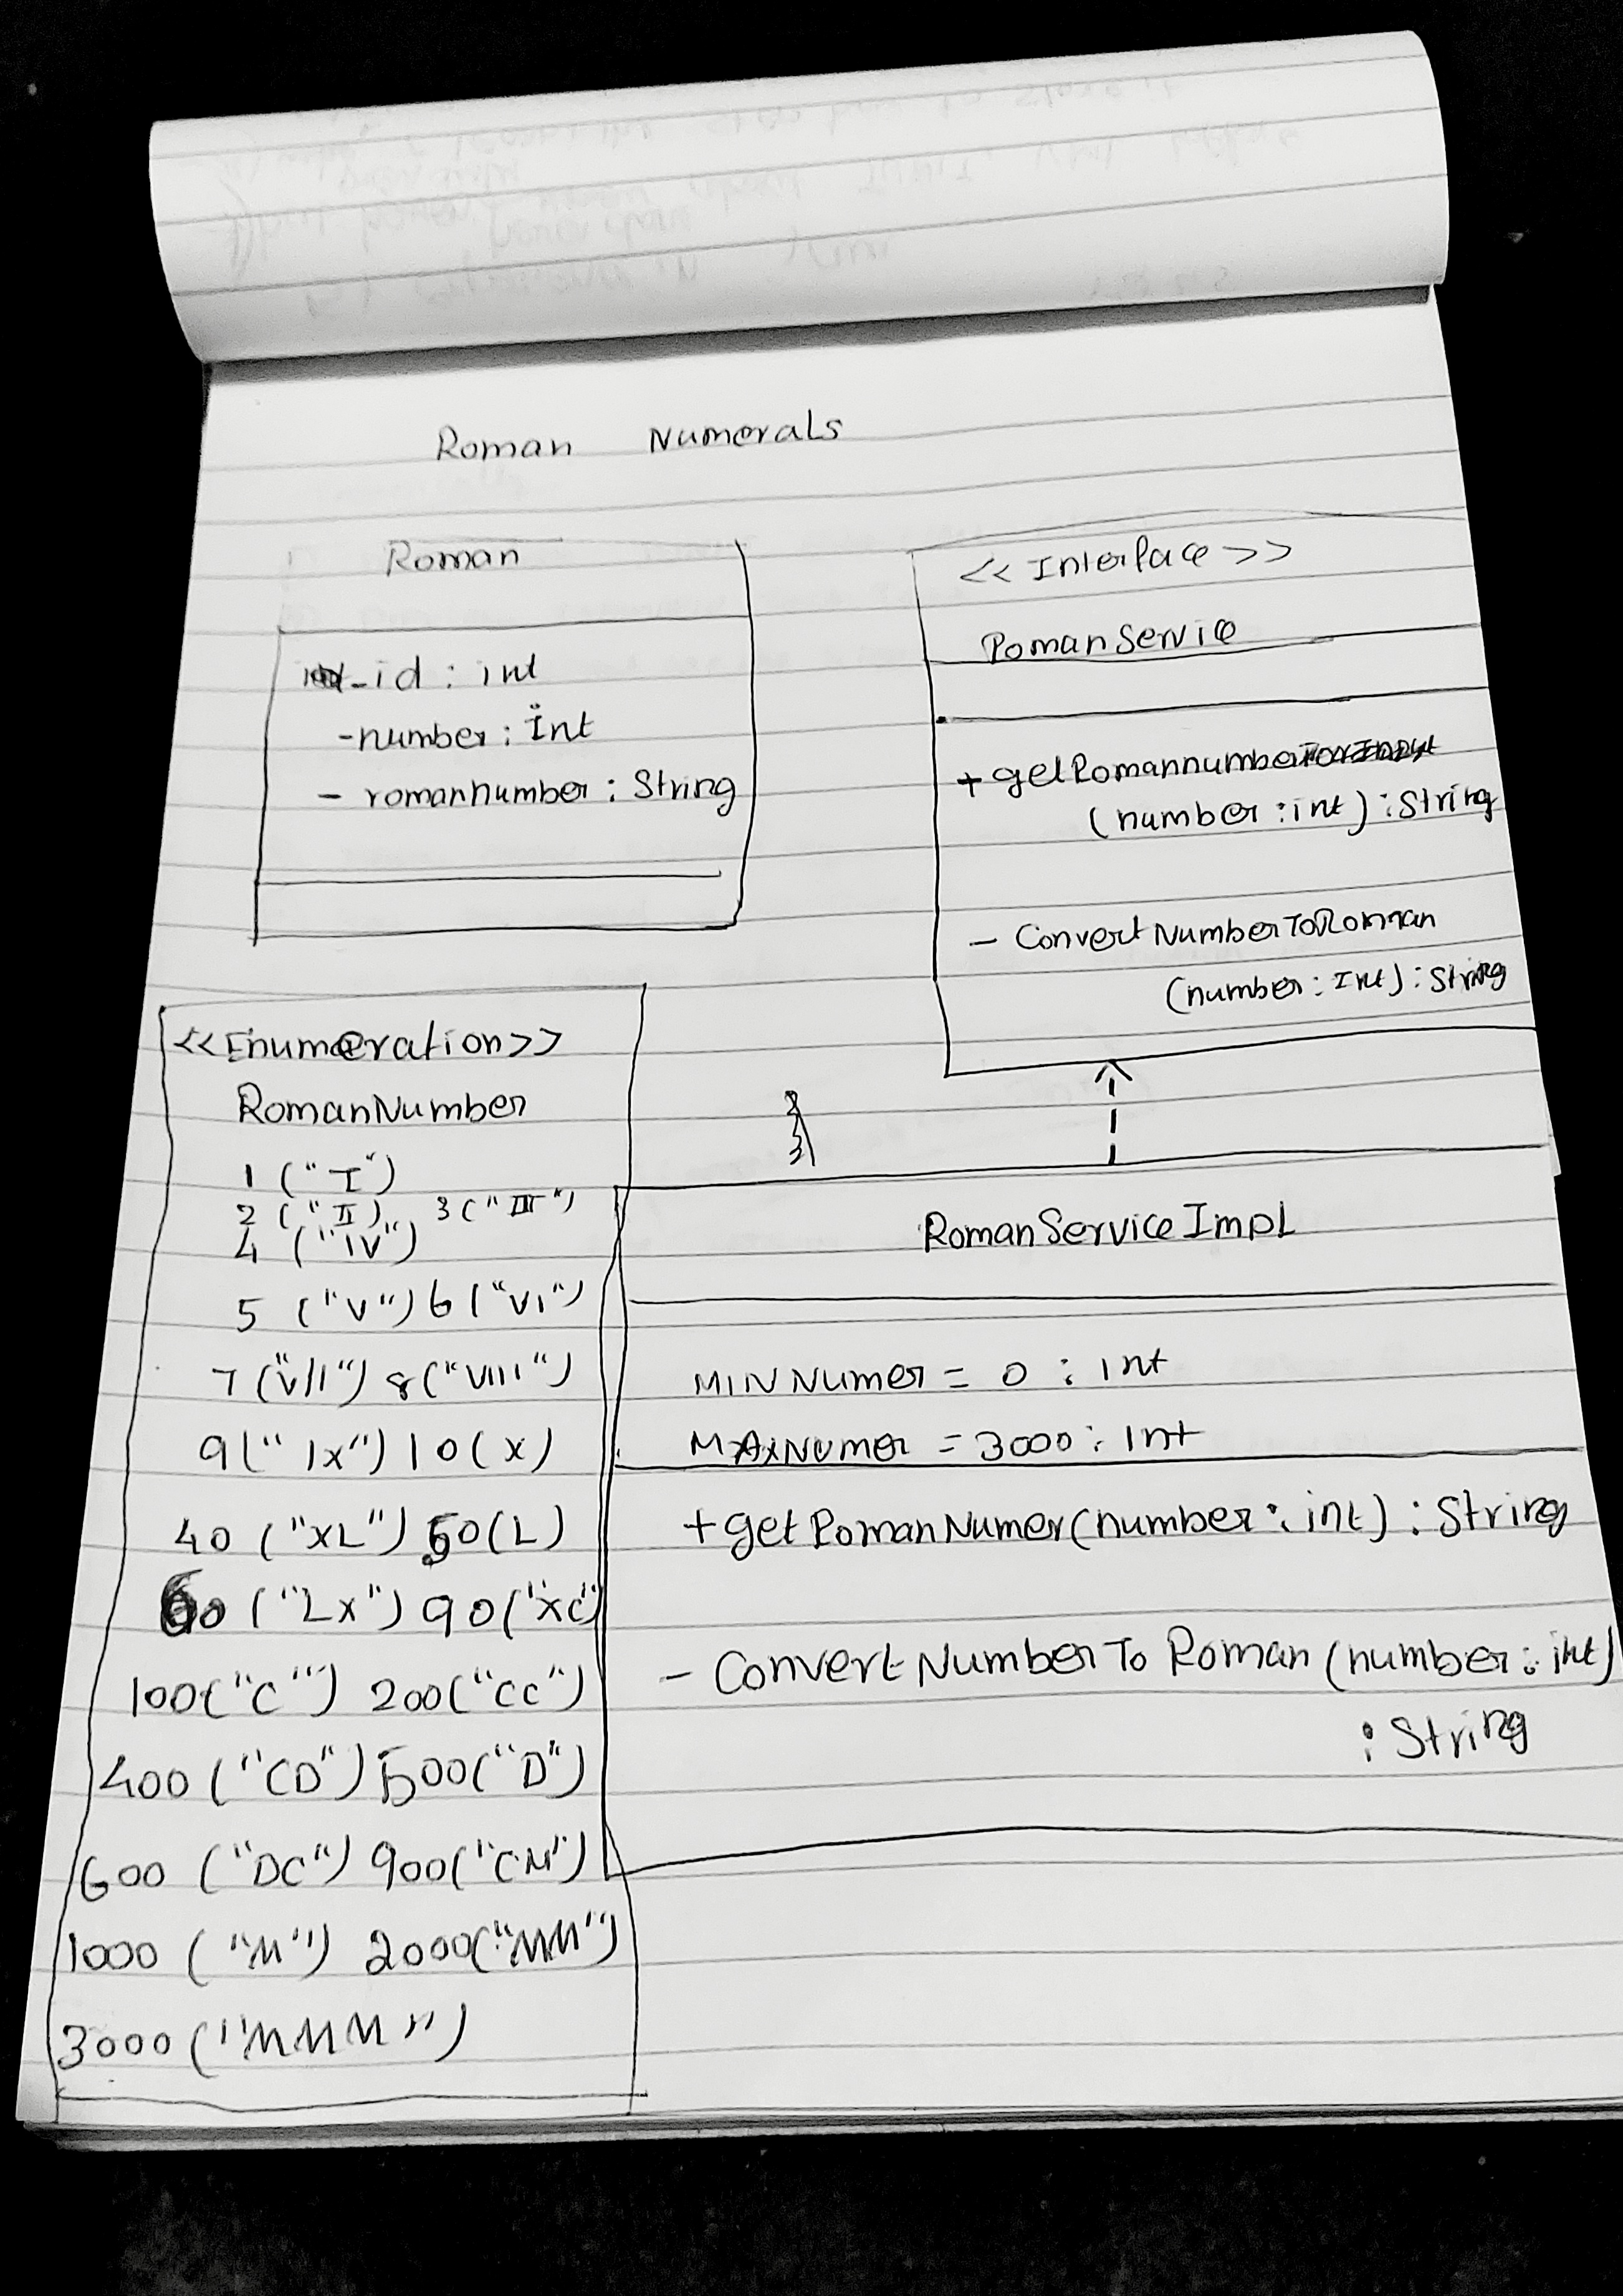 Roman Numerals
Roman
- id : int
- number : Int
- romannumber : String
<< Interface >>
RomanService
+ getRomannumber
(number : int) : String
- ConvertNumberToRoman
(number : Int) : String
<<Enumeration>>
RomanNumber
1 ("I")
2 ("II) 3 ("III")
4 ("IV")
5 ("V") 6 ("VI")
7 ("VII") 8 ("VIII")
9 ("IX") 10 (X)
40 ("XL") 50 (L)
60 ("LX") 90 ("XC")
100 ("C") 200 ("CC")
400 ("CD") 500 ("D")
600 ("DC") 900 ("CM")
1000 ("M") 2000 ("MM")
3000 ("MMM")
RomanServiceImpl
MINNumer = 0 : Int
MAXNumer = 3000 : Int
+ getRomanNumer(number : int) : String
- ConvertNumberToRoman (number : int)
: String